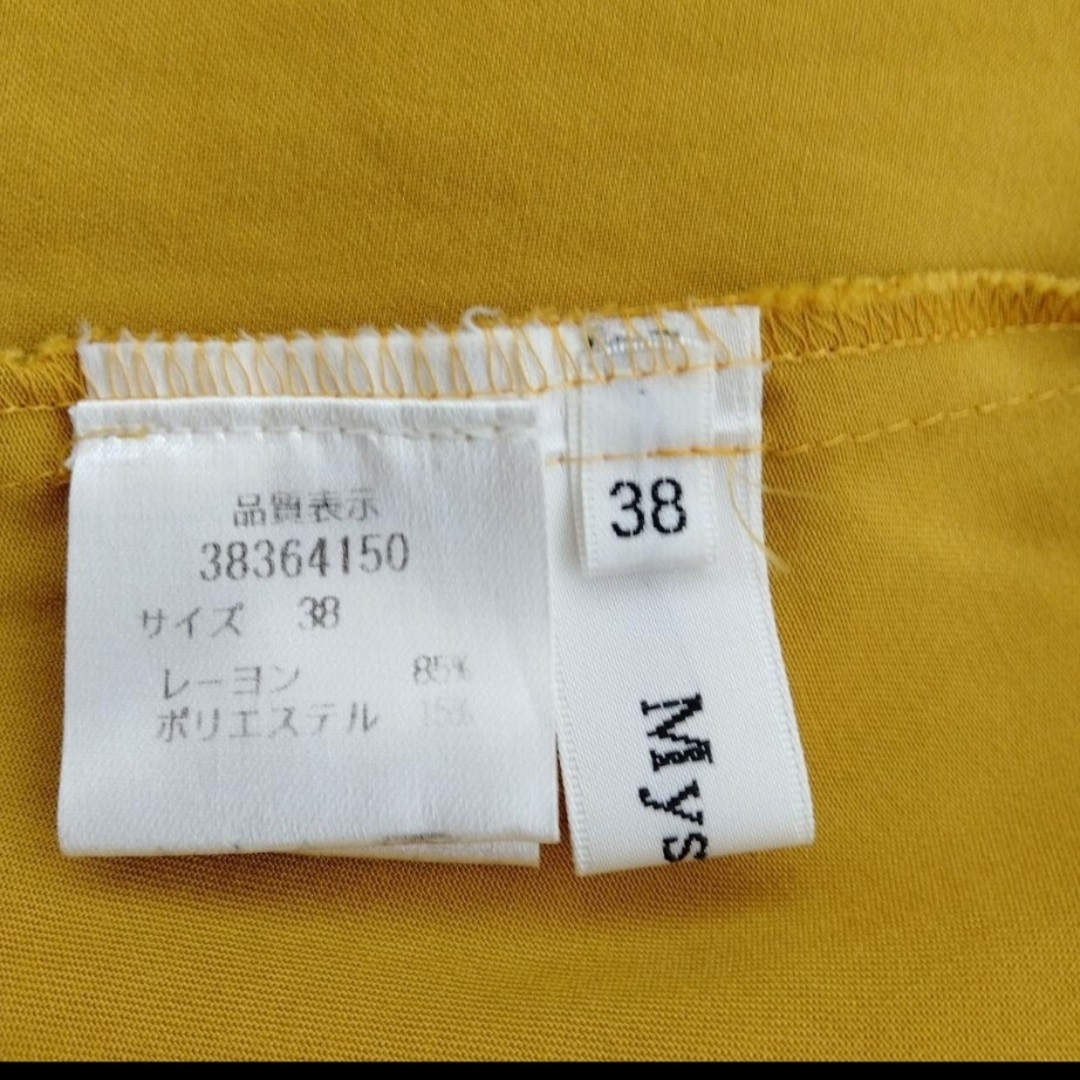 品質表示
38364150
サイズ 38
レーヨン 85%
ポリエステル
38
Mys